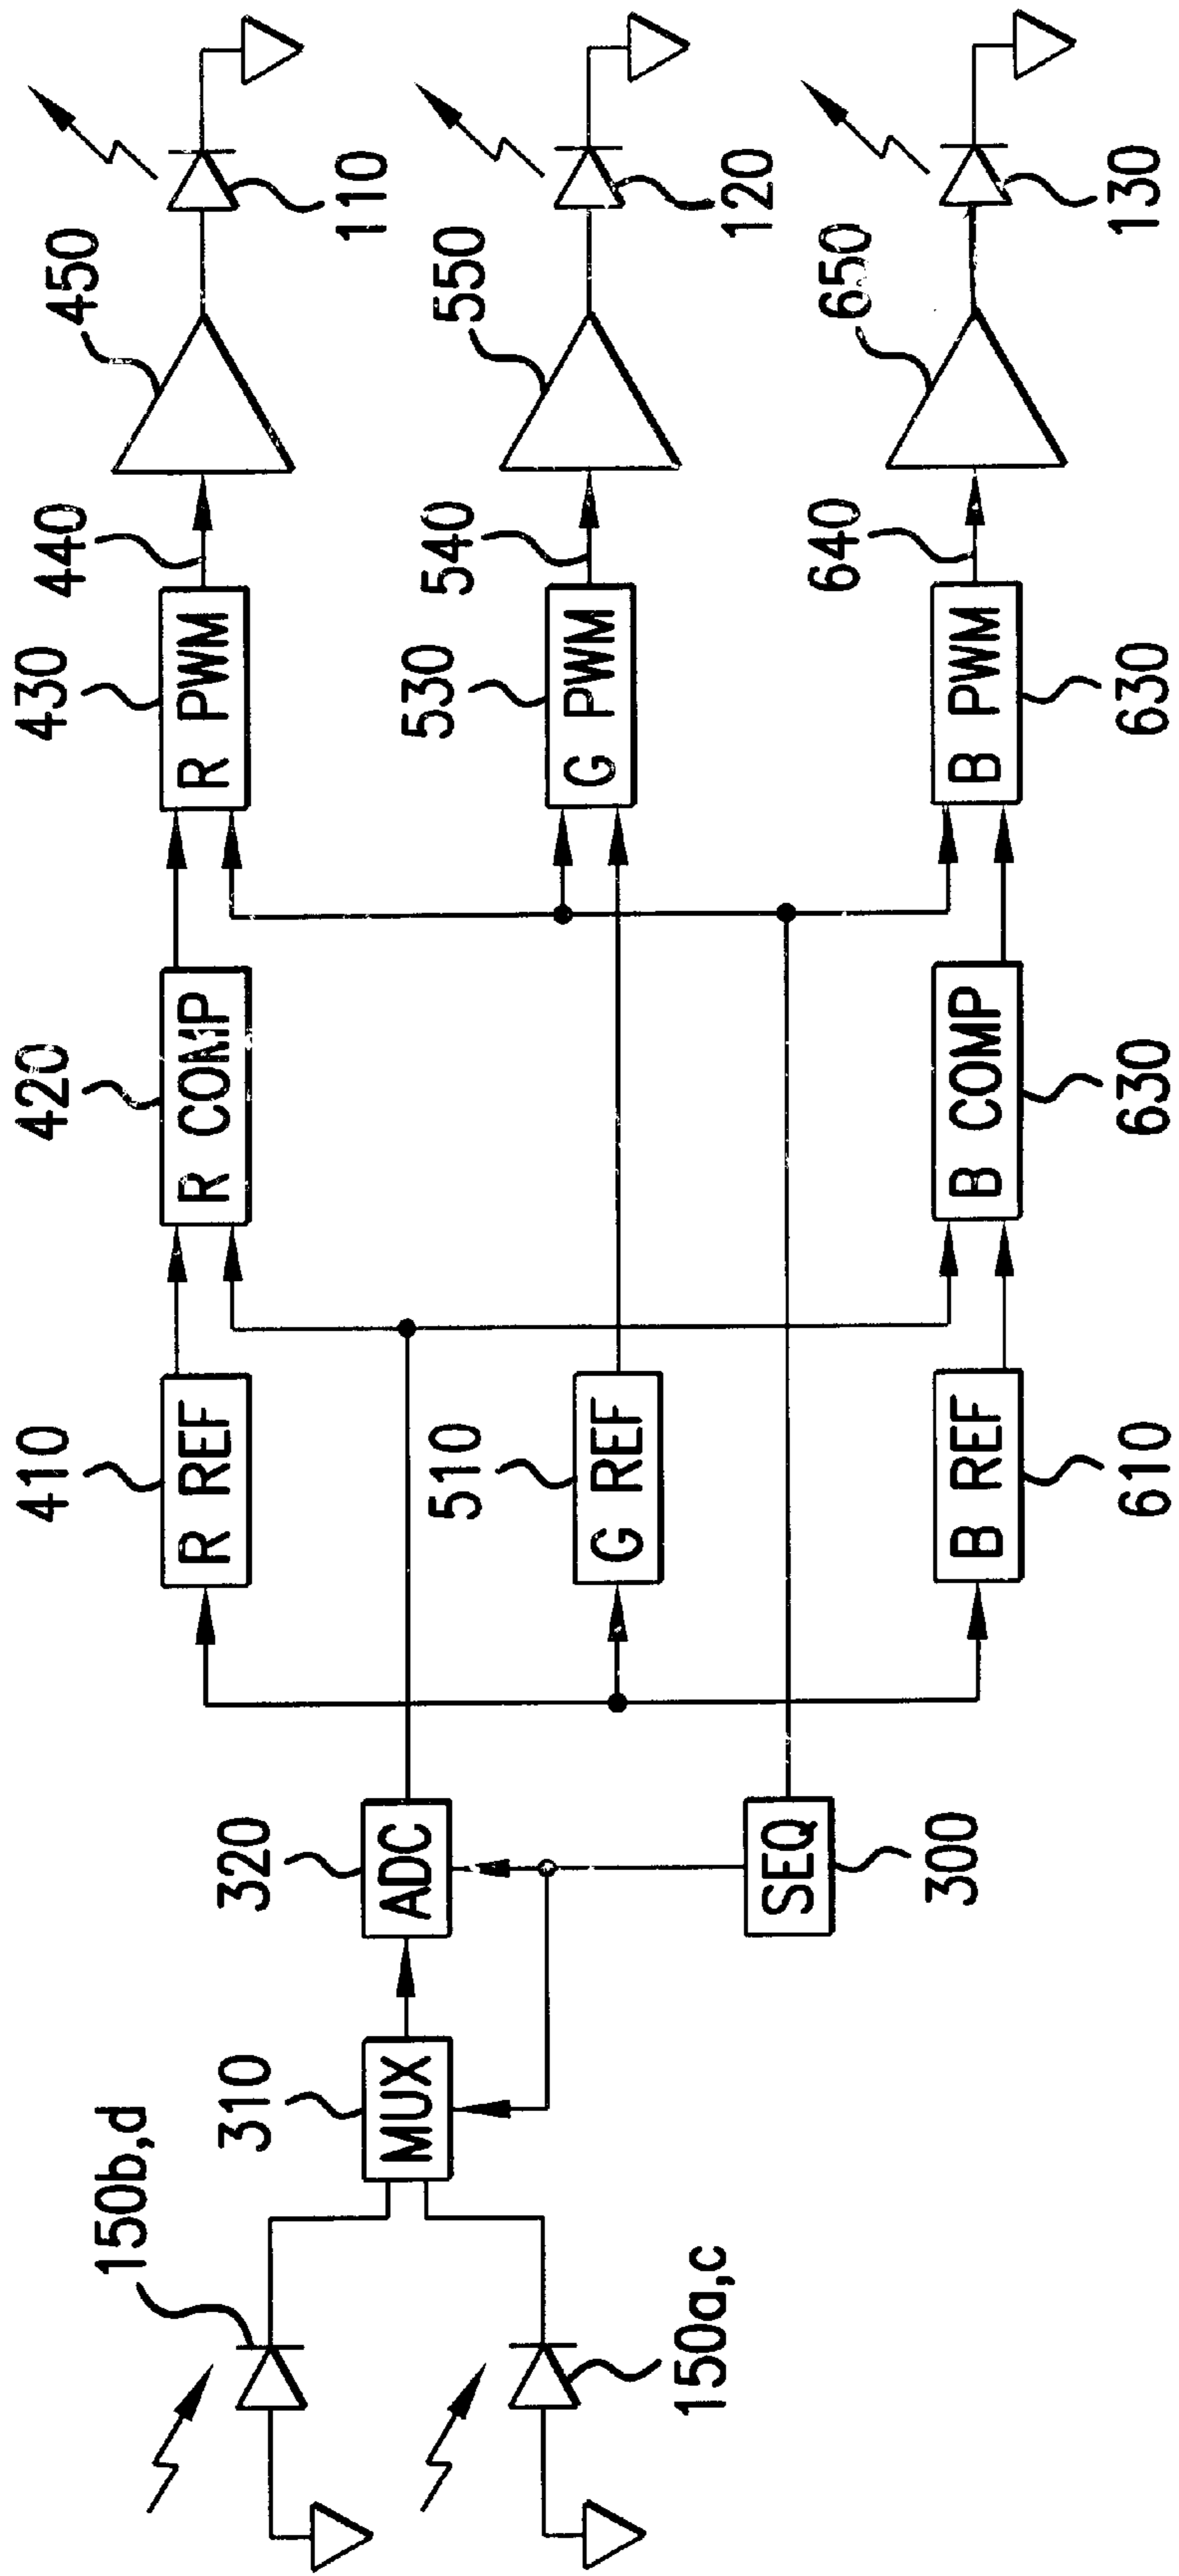 410
420
430
440
450
150b,d
R REF
R COMP
R PWM
310
320
110
MUX
ADC
510
530
540
550
G REF
G PWM
150a,c
120
SEQ
640
650
300
B REF
B COMP
B PWM
610
630
630
130